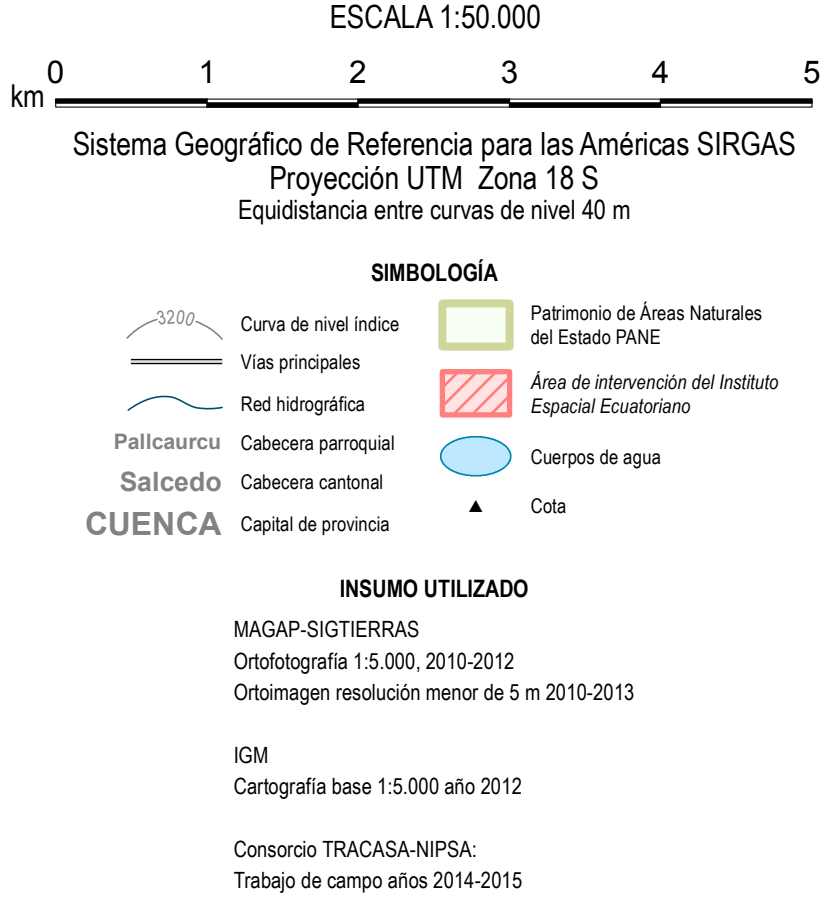 ESCALA 1:50.000
0 1 2 3 4 5
km
Sistema Geográfico de Referencia para las Américas SIRGAS
Proyección UTM Zona 18 S
Equidistancia entre curvas de nivel 40 m
SIMBOLOGÍA
3200
Curva de nivel índice
Vías principales
Red hidrográfica
Pallcaurcu Cabecera parroquial
Salcedo Cabecera cantonal
CUENCA Capital de provincia
Patrimonio de Áreas Naturales
del Estado PANE
Área de intervención del Instituto
Espacial Ecuatoriano
Cuerpos de agua
Cota
INSUMO UTILIZADO
MAGAP-SIGTIERRAS
Ortofotografía 1:5.000, 2010-2012
Ortoimagen resolución menor de 5 m 2010-2013
IGM
Cartografía base 1:5.000 año 2012
Consorcio TRACASA-NIPSA:
Trabajo de campo años 2014-2015